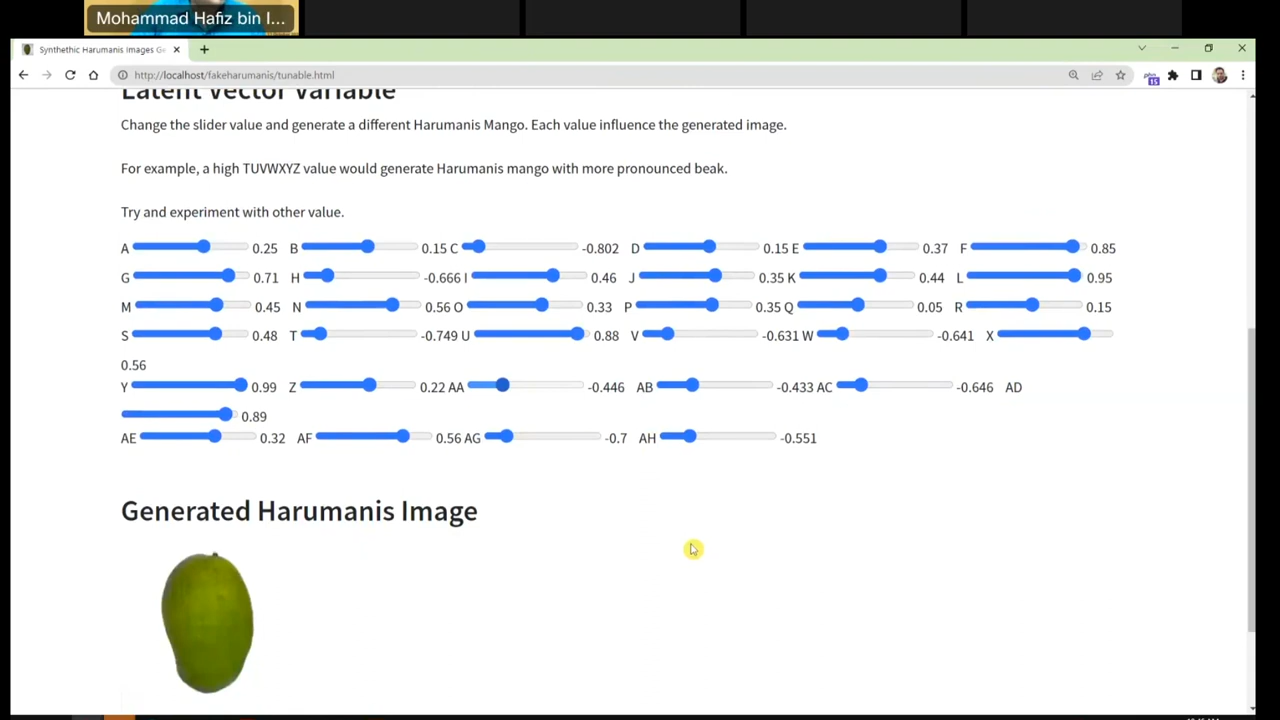 Mohammad Hafiz bin I...
Synthethic Harumanis Images Ge
http://localhost/fakeharumanis/tunable.html
15
Latent Vector Variable
Change the slider value and generate a different Harumanis Mango. Each value influence the generated image.
For example, a high TUVWXYZ value would generate Harumanis mango with more pronounced beak.
Try and experiment with other value.
A 0.25 B 0.15 C -0.802 D 0.15 E 0.37 F 0.85
G 0.71 H -0.666 I 0.46 J 0.35 K 0.44 L 0.95
M 0.45 N 0.56 O 0.33 P 0.35 Q 0.05 R 0.15
S 0.48 T -0.749 U 0.88 V -0.631 W -0.641 X
0.56
Y 0.99 Z 0.22 AA -0.446 AB -0.433 AC -0.646 AD
0.89
AE 0.32 AF 0.56 AG -0.7 AH -0.551
Generated Harumanis Image